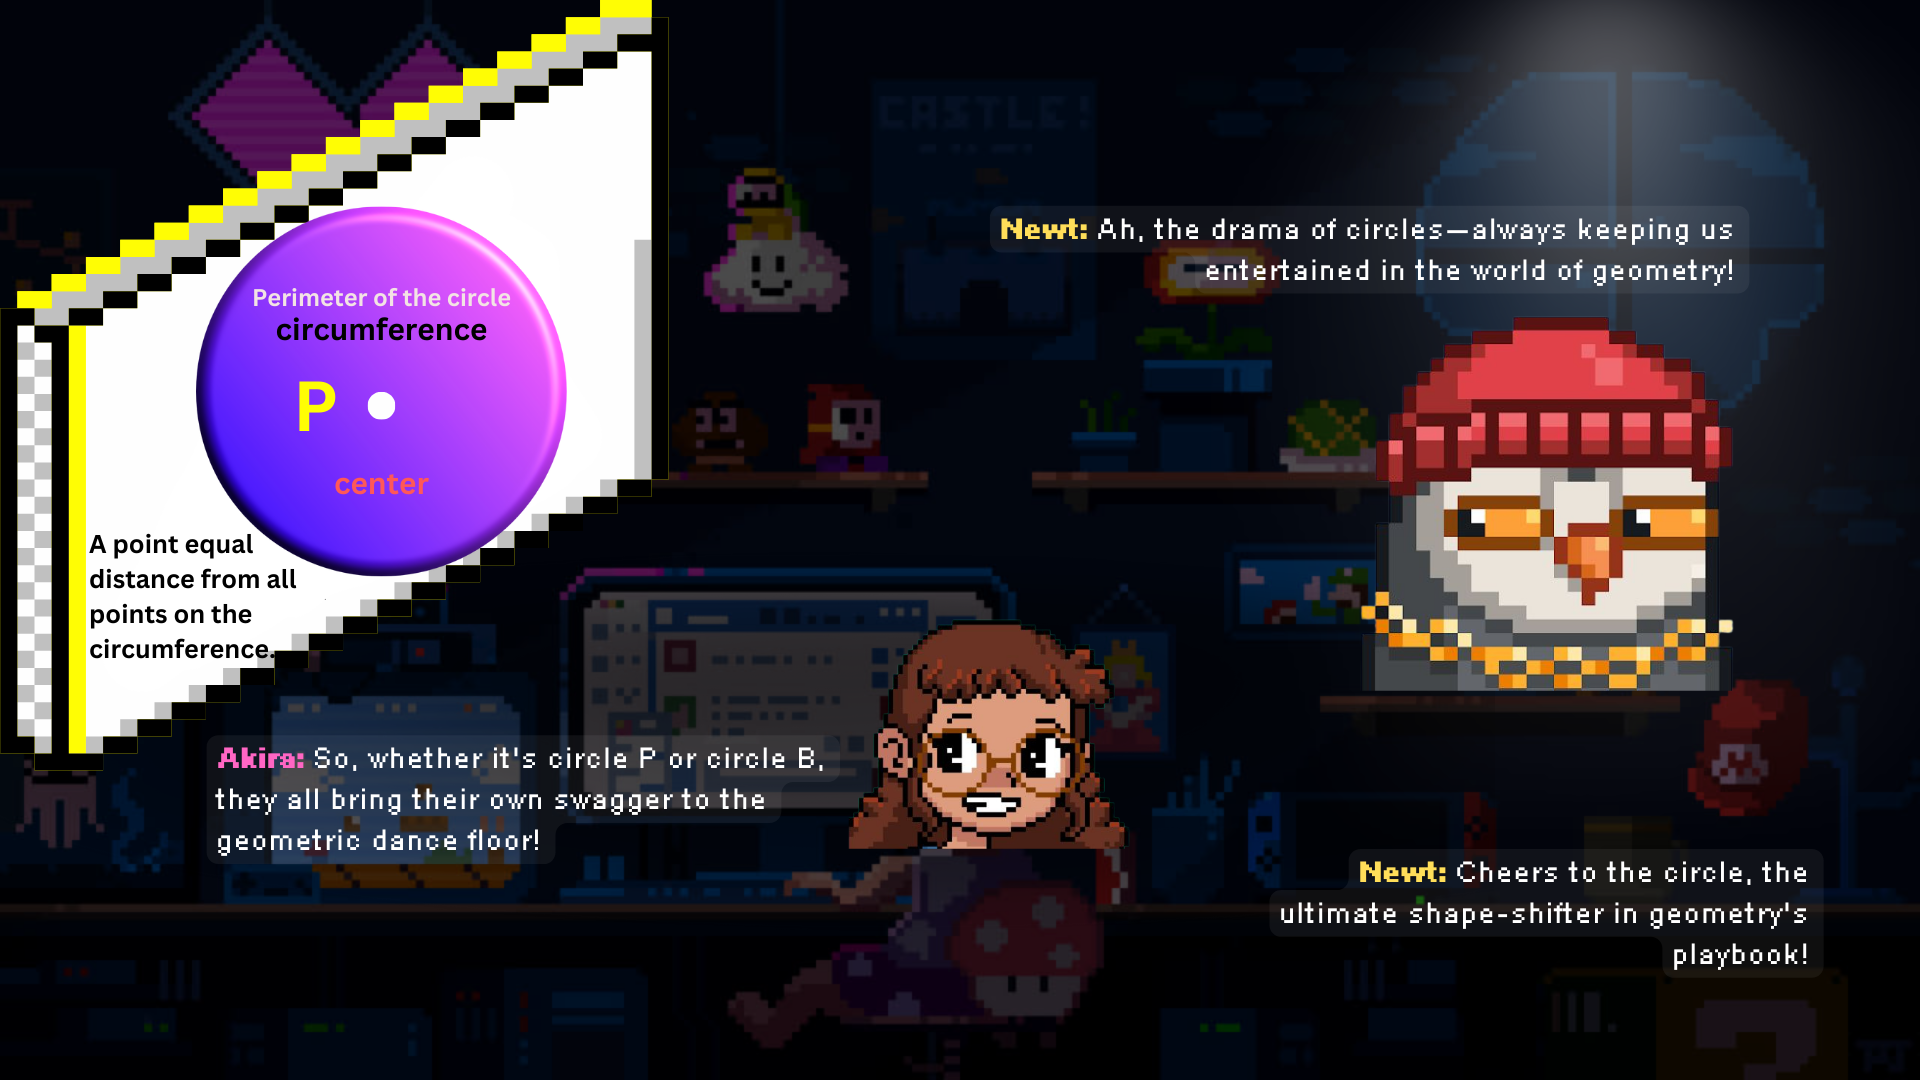 CASTLE!
Perimeter of the circle
circumference
P
center
A point equal
distance from all
points on the
circumference.
Newt: Ah, the drama of circles—always keeping us
entertained in the world of geometry!
Akira: So, whether it's circle P or circle B,
they all bring their own swagger to the
geometric dance floor!
Newt: Cheers to the circle, the
ultimate shape-shifter in geometry's
playbook!